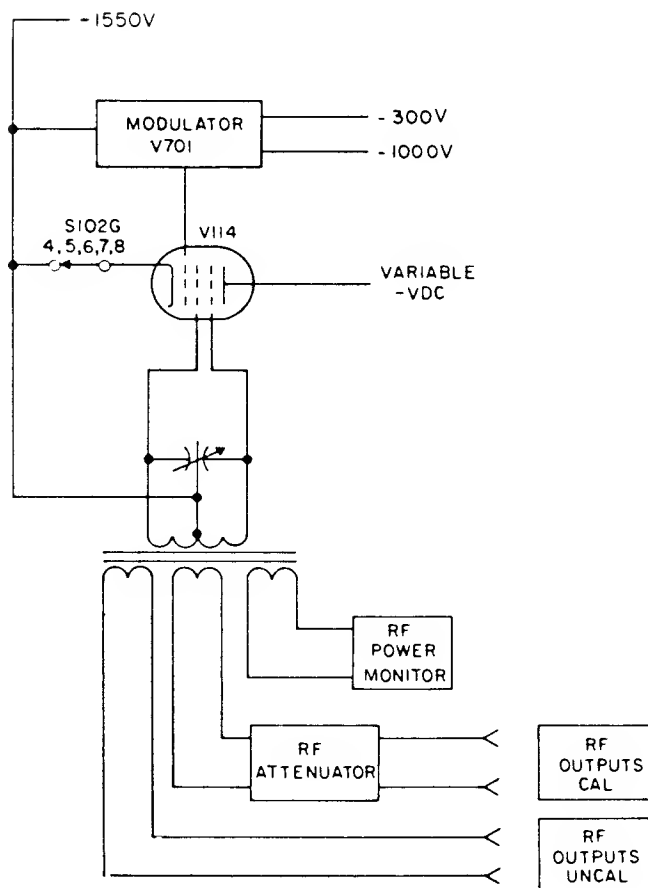 -1550V
MODULATOR
V701
-300V
-1000V
S102G
4,5,6,7,8
V114
VARIABLE
-VDC
RF
POWER
MONITOR
RF
ATTENUATOR
RF
OUTPUTS
CAL
RF
OUTPUTS
UNCAL